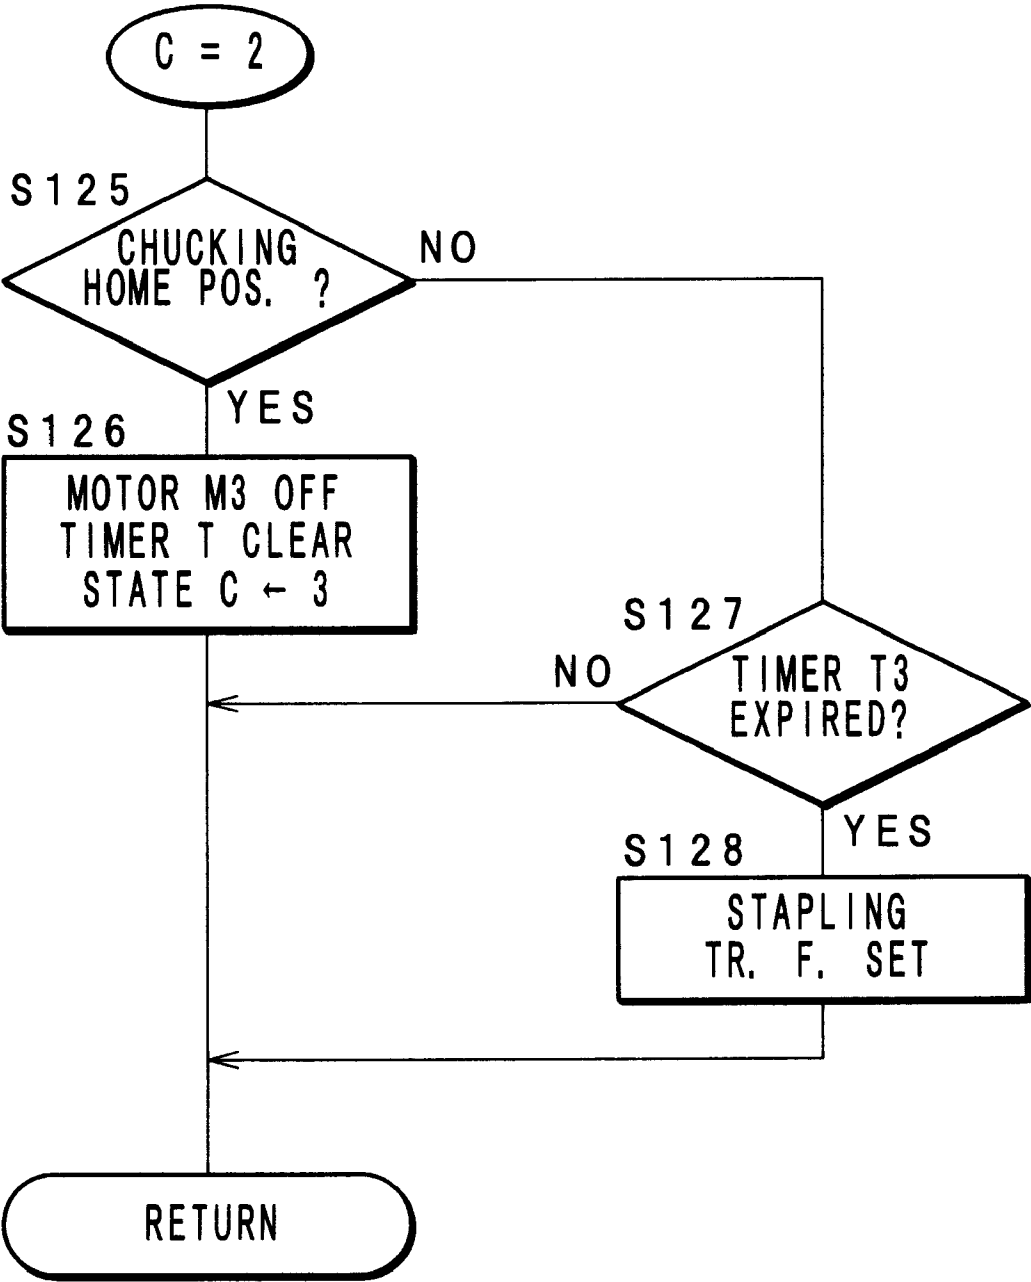 C = 2
S125
CHUCKING
HOME POS. ?
NO
YES
S126
MOTOR M3 OFF
TIMER T CLEAR
STATE C ← 3
S127
NO
TIMER T3
EXPIRED?
YES
S128
STAPLING
TR. F. SET
RETURN